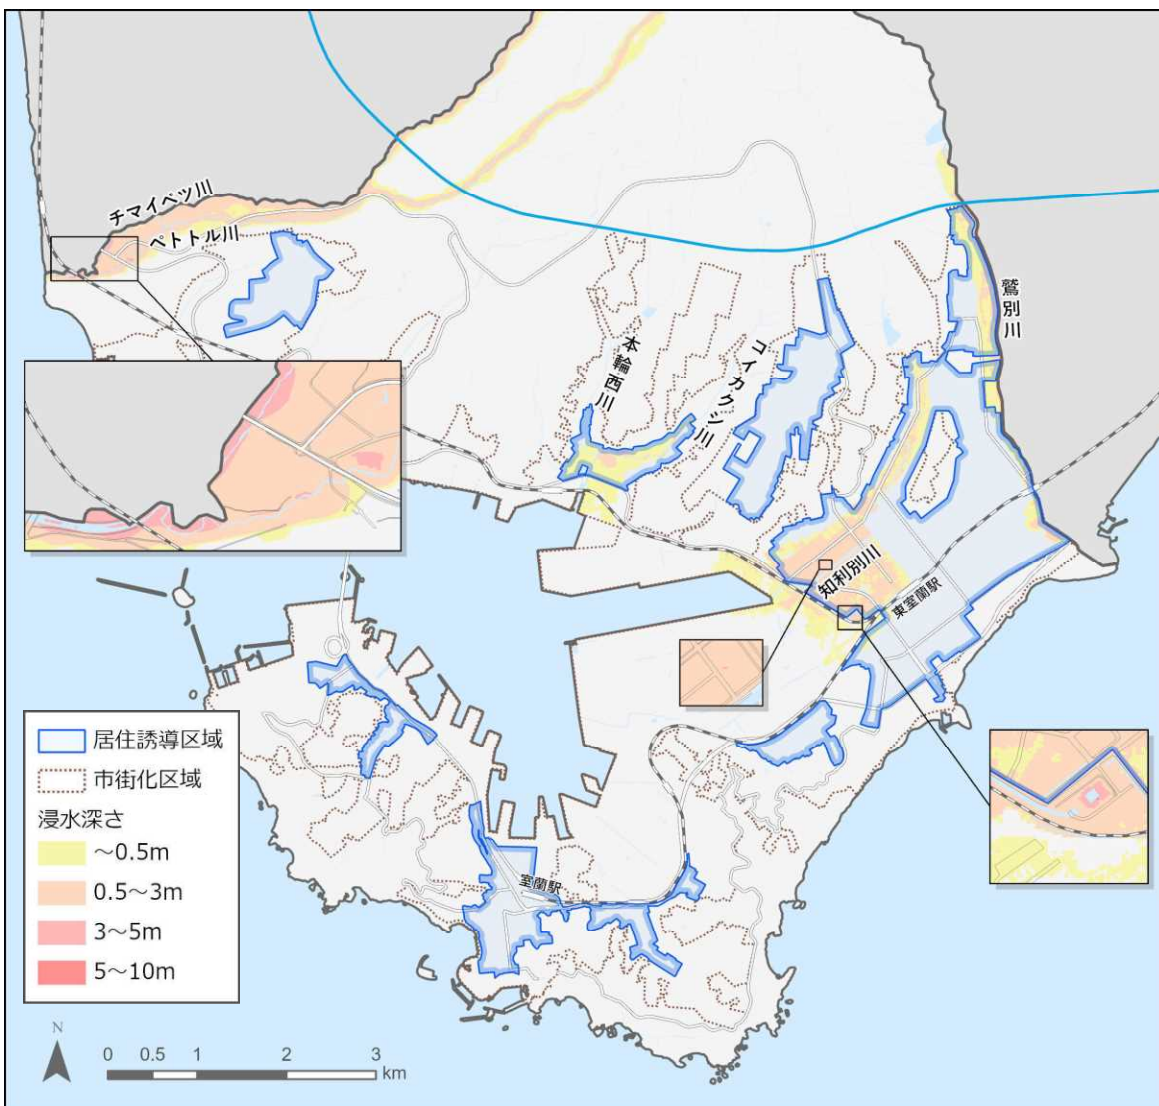 チマイベツ川
ペトトル川
鷲別川
本輪西川
コイカクシ川
知利別川
東室蘭駅
室蘭駅
居住誘導区域
市街化区域
浸水深さ
～0.5m
0.5～3m
3～5m
5～10m
N
0 0.5 1 2 3
km